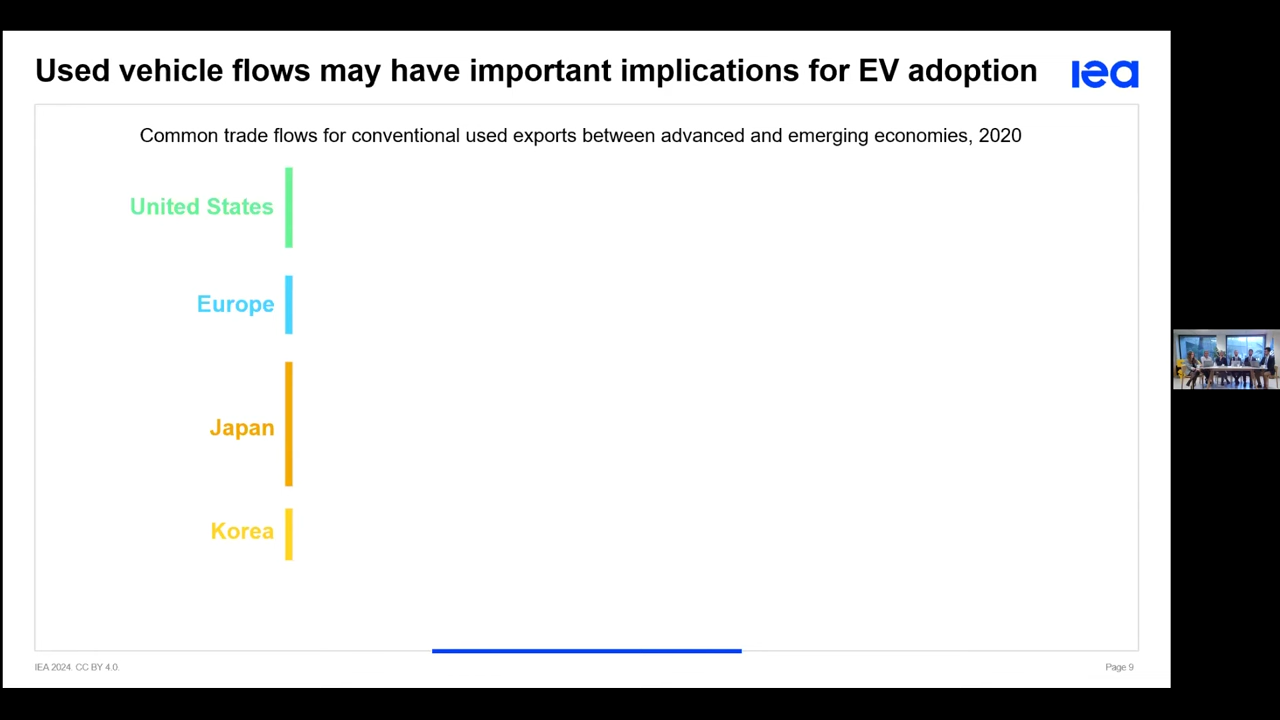 Used vehicle flows may have important implications for EV adoption
iea
Common trade flows for conventional used exports between advanced and emerging economies, 2020
United States
Europe
Japan
Korea
IEA 2024. CC BY 4.0.
Page 9